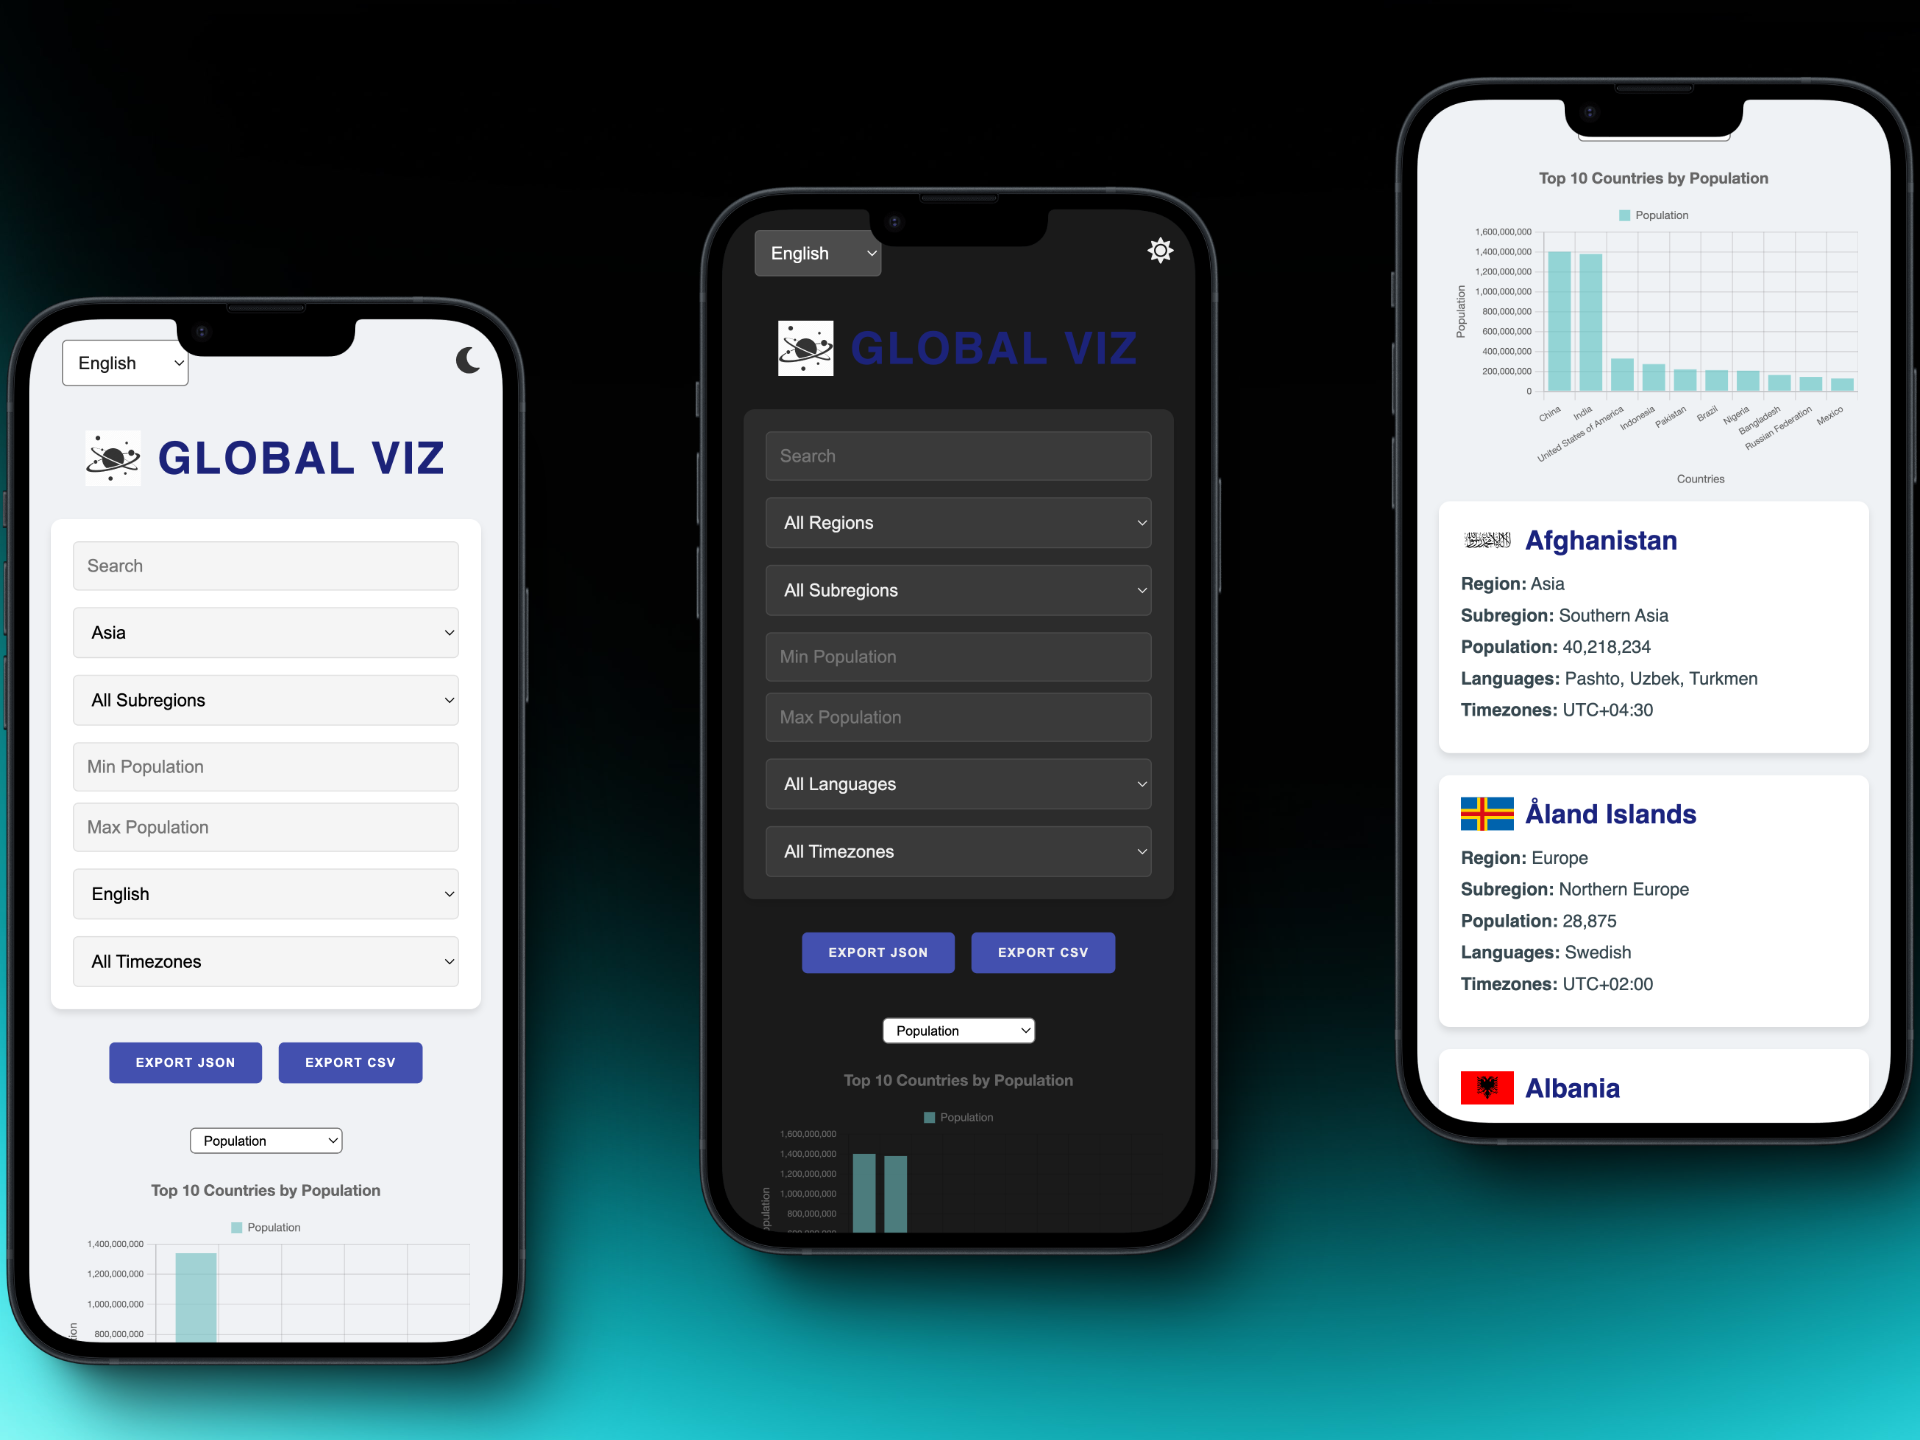 English
GLOBAL VIZ
Search
Asia
All Subregions
Min Population
Max Population
English
All Timezones
EXPORT JSON
EXPORT CSV
Population
Top 10 Countries by Population
Population
1,400,000,000
1,200,000,000
1,000,000,000
800,000,000
English
GLOBAL VIZ
Search
All Regions
All Subregions
Min Population
Max Population
All Languages
All Timezones
EXPORT JSON
EXPORT CSV
Population
Top 10 Countries by Population
Population
1,600,000,000
1,400,000,000
1,200,000,000
1,000,000,000
800,000,000
Top 10 Countries by Population
Population
1,600,000,000
1,400,000,000
1,200,000,000
1,000,000,000
800,000,000
600,000,000
400,000,000
200,000,000
0
Population
China
India
United States of America
Indonesia
Pakistan
Brazil
Nigeria
Bangladesh
Russian Federation
Mexico
Countries
Afghanistan
Region: Asia
Subregion: Southern Asia
Population: 40,218,234
Languages: Pashto, Uzbek, Turkmen
Timezones: UTC+04:30
Åland Islands
Region: Europe
Subregion: Northern Europe
Population: 28,875
Languages: Swedish
Timezones: UTC+02:00
Albania